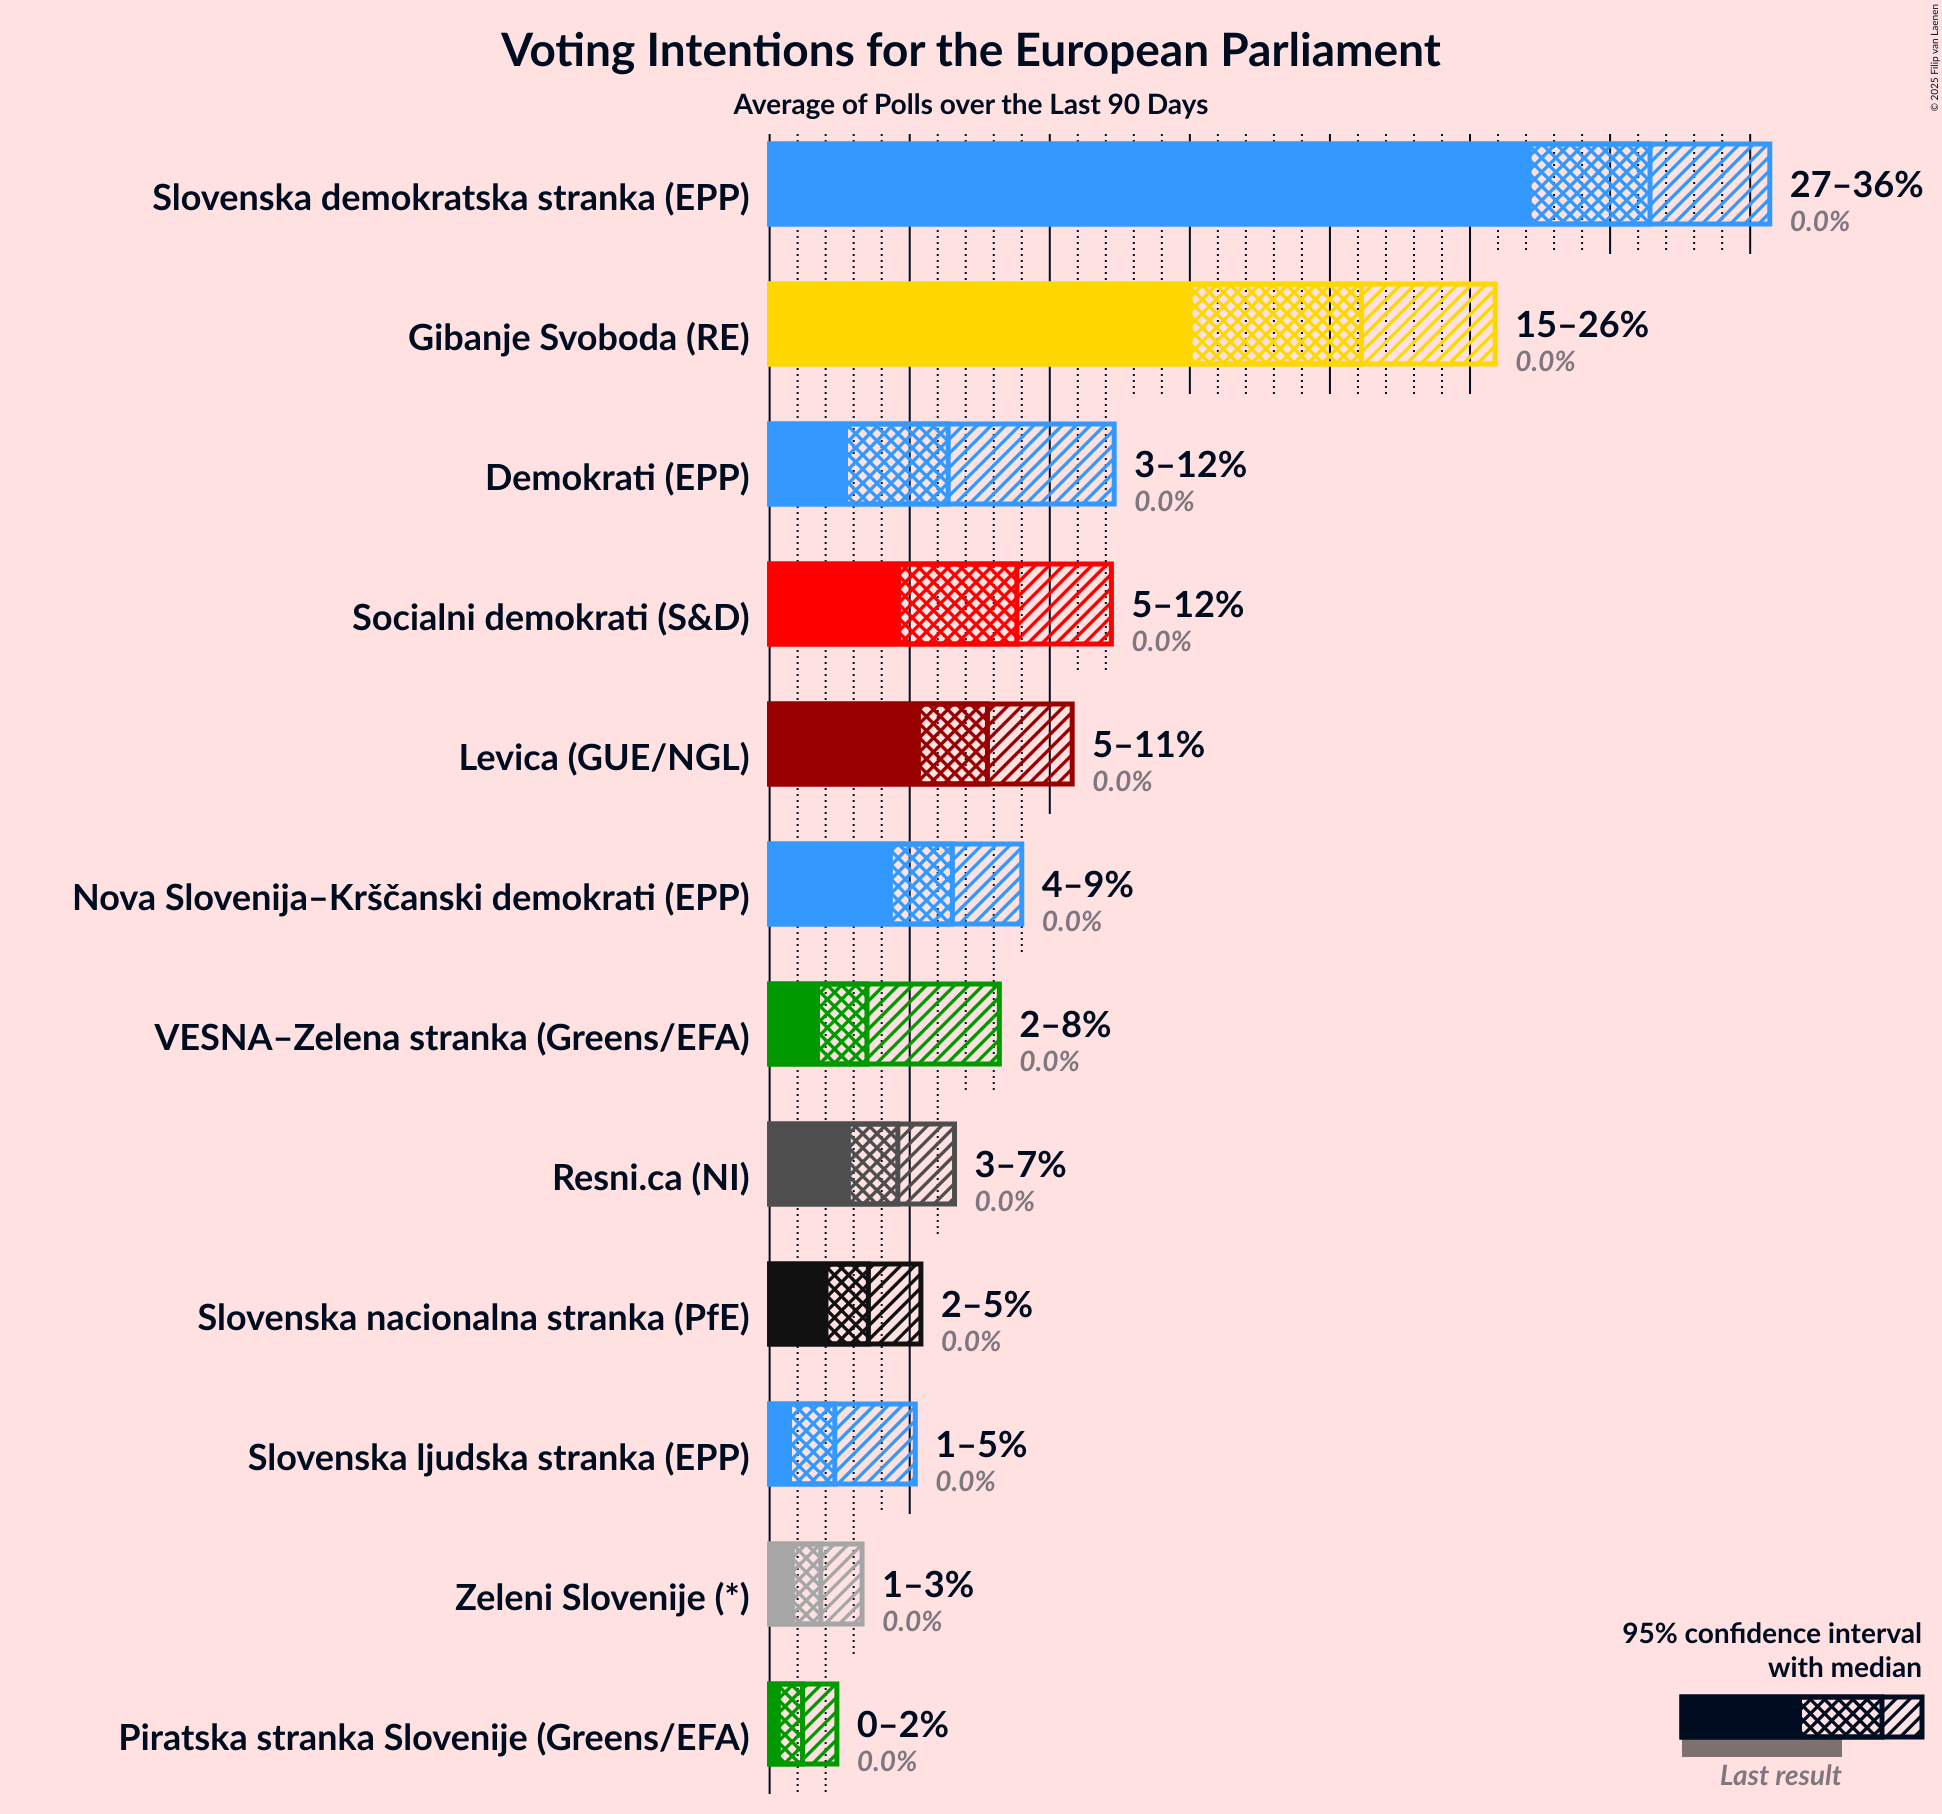 Voting Intentions for the European Parliament
Average of Polls over the Last 90 Days
© 2025 Filip van Laenen
Slovenska demokratska stranka (EPP)
27–36%
0.0%
Gibanje Svoboda (RE)
15–26%
0.0%
Demokrati (EPP)
3–12%
0.0%
Socialni demokrati (S&D)
5–12%
0.0%
Levica (GUE/NGL)
5–11%
0.0%
Nova Slovenija–Krščanski demokrati (EPP)
4–9%
0.0%
VESNA–Zelena stranka (Greens/EFA)
2–8%
0.0%
Resni.ca (NI)
3–7%
0.0%
Slovenska nacionalna stranka (PfE)
2–5%
0.0%
Slovenska ljudska stranka (EPP)
1–5%
0.0%
Zeleni Slovenije (*)
1–3%
0.0%
Piratska stranka Slovenije (Greens/EFA)
0–2%
0.0%
95% confidence interval
with median
Last result